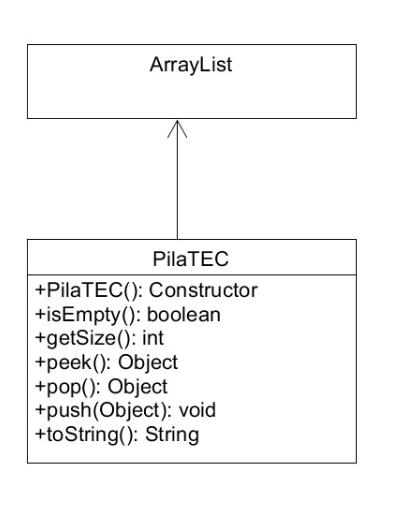 ArrayList
PilaTEC
+PilaTEC(): Constructor
+isEmpty(): boolean
+getSize(): int
+peek(): Object
+pop(): Object
+push(Object): void
+toString(): String